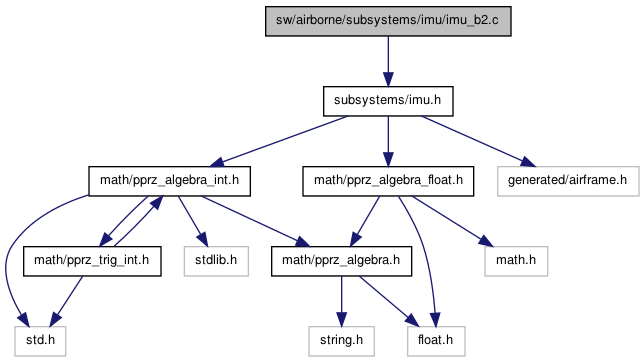 sw/airborne/subsystems/imu/imu_b2.c
subsystems/imu.h
math/pprz_algebra_int.h
math/pprz_algebra_float.h
generated/airframe.h
math/pprz_trig_int.h
stdlib.h
math/pprz_algebra.h
math.h
std.h
string.h
float.h